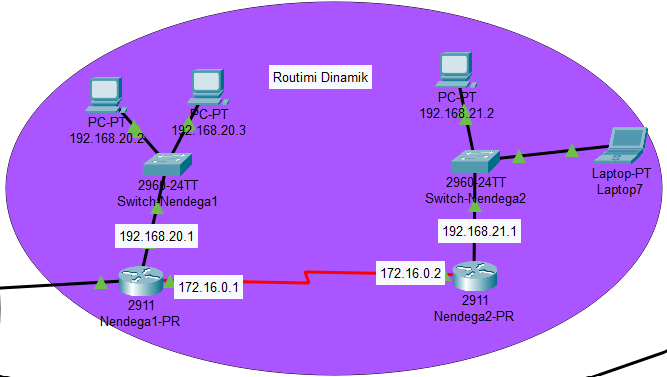 Routimi Dinamik
PC-PT
192.168.20.2
PC-PT
192.168.20.3
2960-24TT
Switch-Nendega1
192.168.20.1
172.16.0.1
2911
Nendega1-PR
PC-PT
192.168.21.2
2960-24TT
Switch-Nendega2
Laptop-PT
Laptop7
192.168.21.1
172.16.0.2
2911
Nendega2-PR